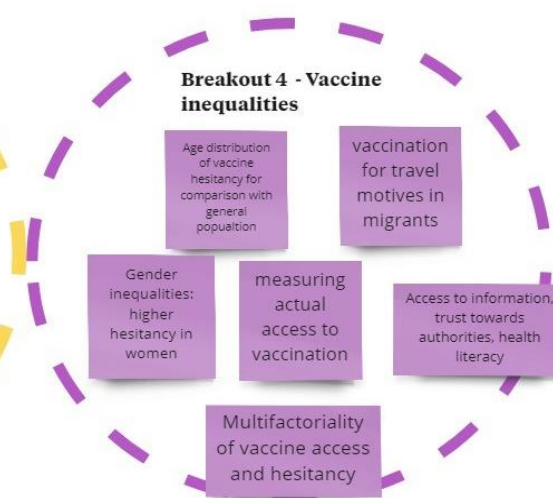 Breakout 4 - Vaccine
inequalities
Age distribution
of vaccine
hesitancy for
comparison with
general
popualtion
vaccination
for travel
motives in
migrants
Gender
inequalities:
higher
hesitancy in
women
measuring
actual
access to
vaccination
Access to information,
trust towards
authorities, health
literacy
Multifactoriality
of vaccine access
and hesitancy